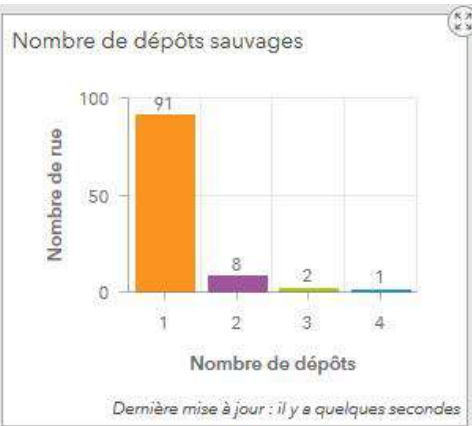 Nombre de dépôts sauvages
Nombre de rue
100
50
0
91
8
2
1
1
2
3
4
Nombre de dépôts
Dernière mise à jour : il y a quelques secondes